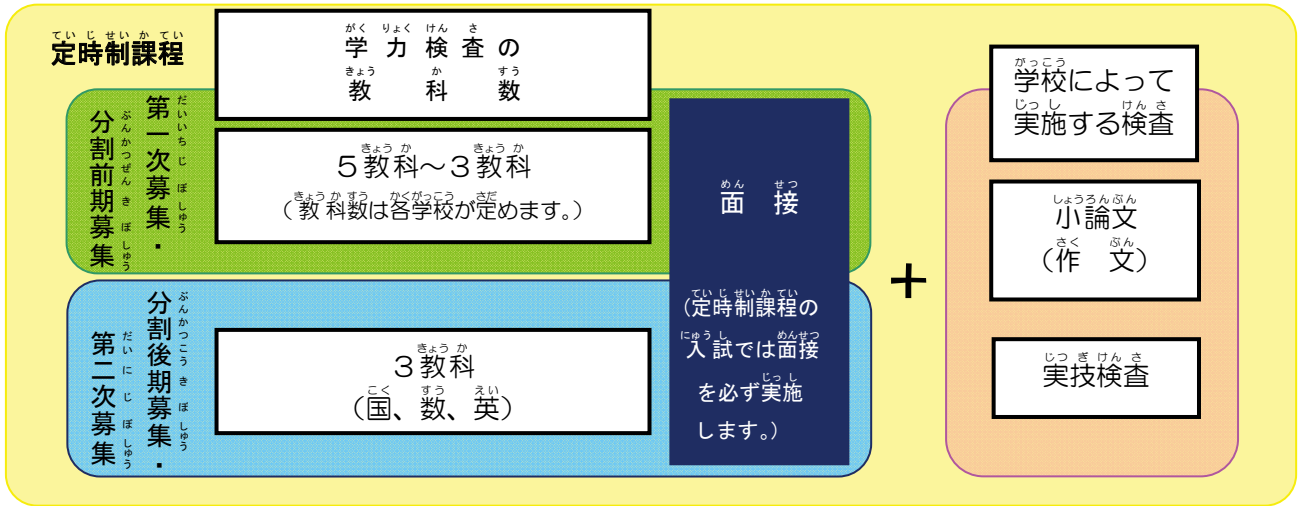 定時制課程
学力検査の
教科数
第一次募集・
分割前期募集
5教科～3教科
（教科数は各学校が定めます。）
分割後期募集・
第二次募集
3教科
（国、数、英）
面接
（定時制課程の
入試では面接
を必ず実施
します。）
＋
学校によって
実施する検査
小論文
（作文）
実技検査